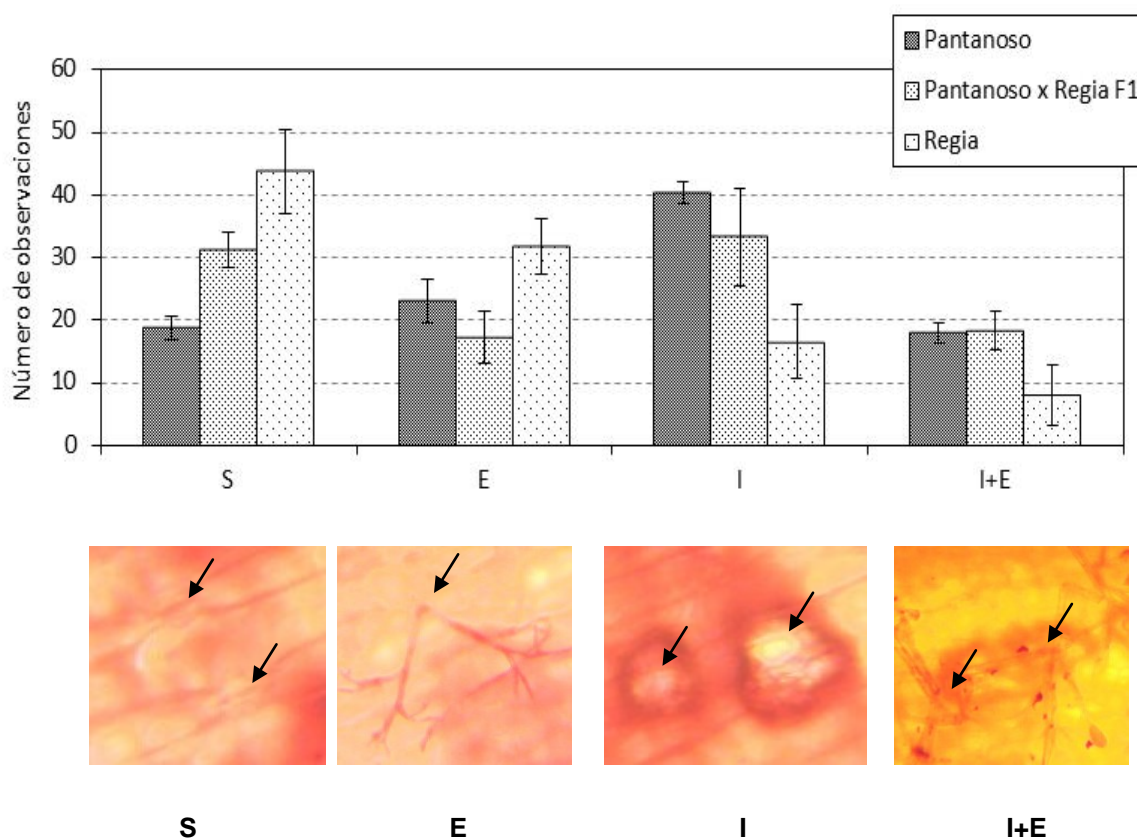 Pantanoso
Pantanoso x Regia F1
Regia
Número de observaciones
60
50
40
30
20
10
0
S E I I+E
S E I I+E